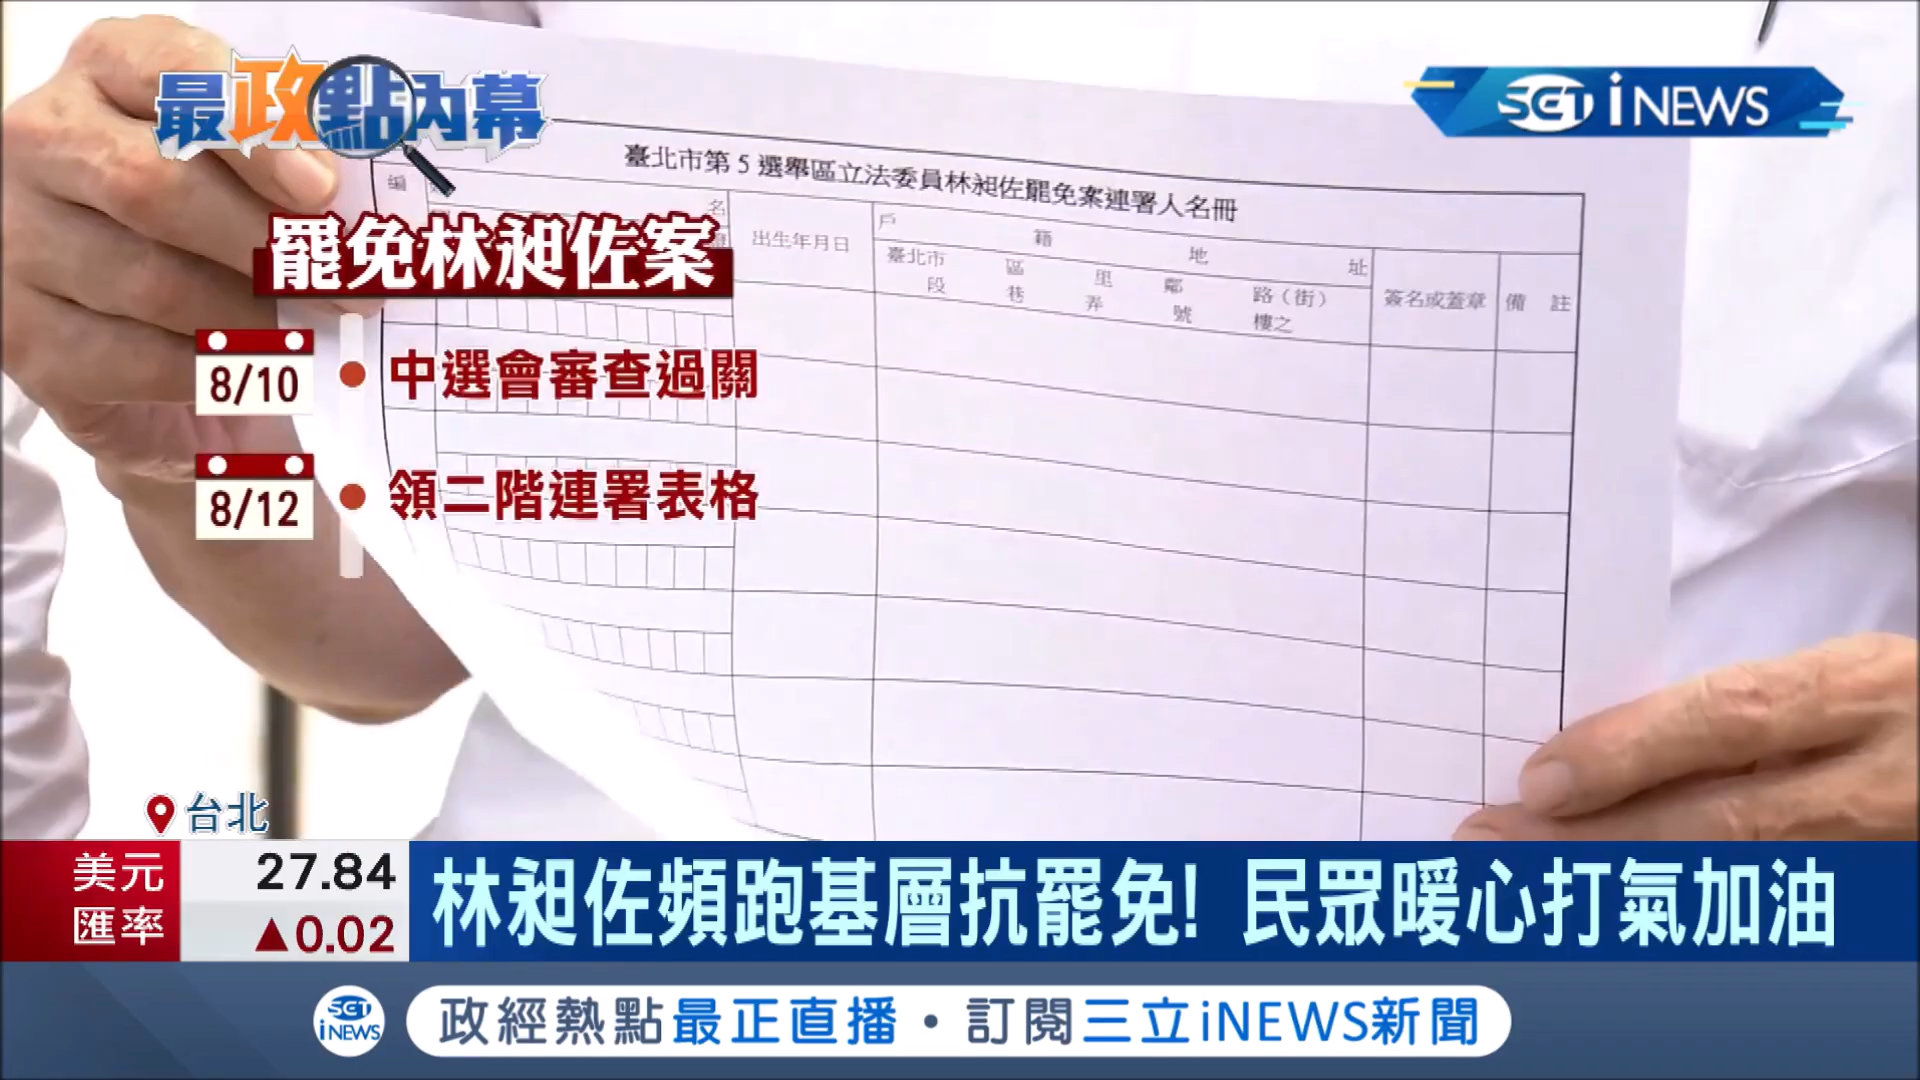 最政點內幕
SET iNEWS
臺北市第5選舉區立法委員林昶佐罷免案連署人名冊
編
名
出生年月日
戶 籍 地 址
臺北市 區 里 鄰 路（街）
段 巷 弄 號 樓之
簽名或蓋章
備 註
罷免林昶佐案
8/10 中選會審查過關
8/12 領二階連署表格
台北
美元 27.84
匯率 ▲0.02
林昶佐頻跑基層抗罷免! 民眾暖心打氣加油
SET iNEWS
政經熱點最正直播・訂閱三立iNEWS新聞